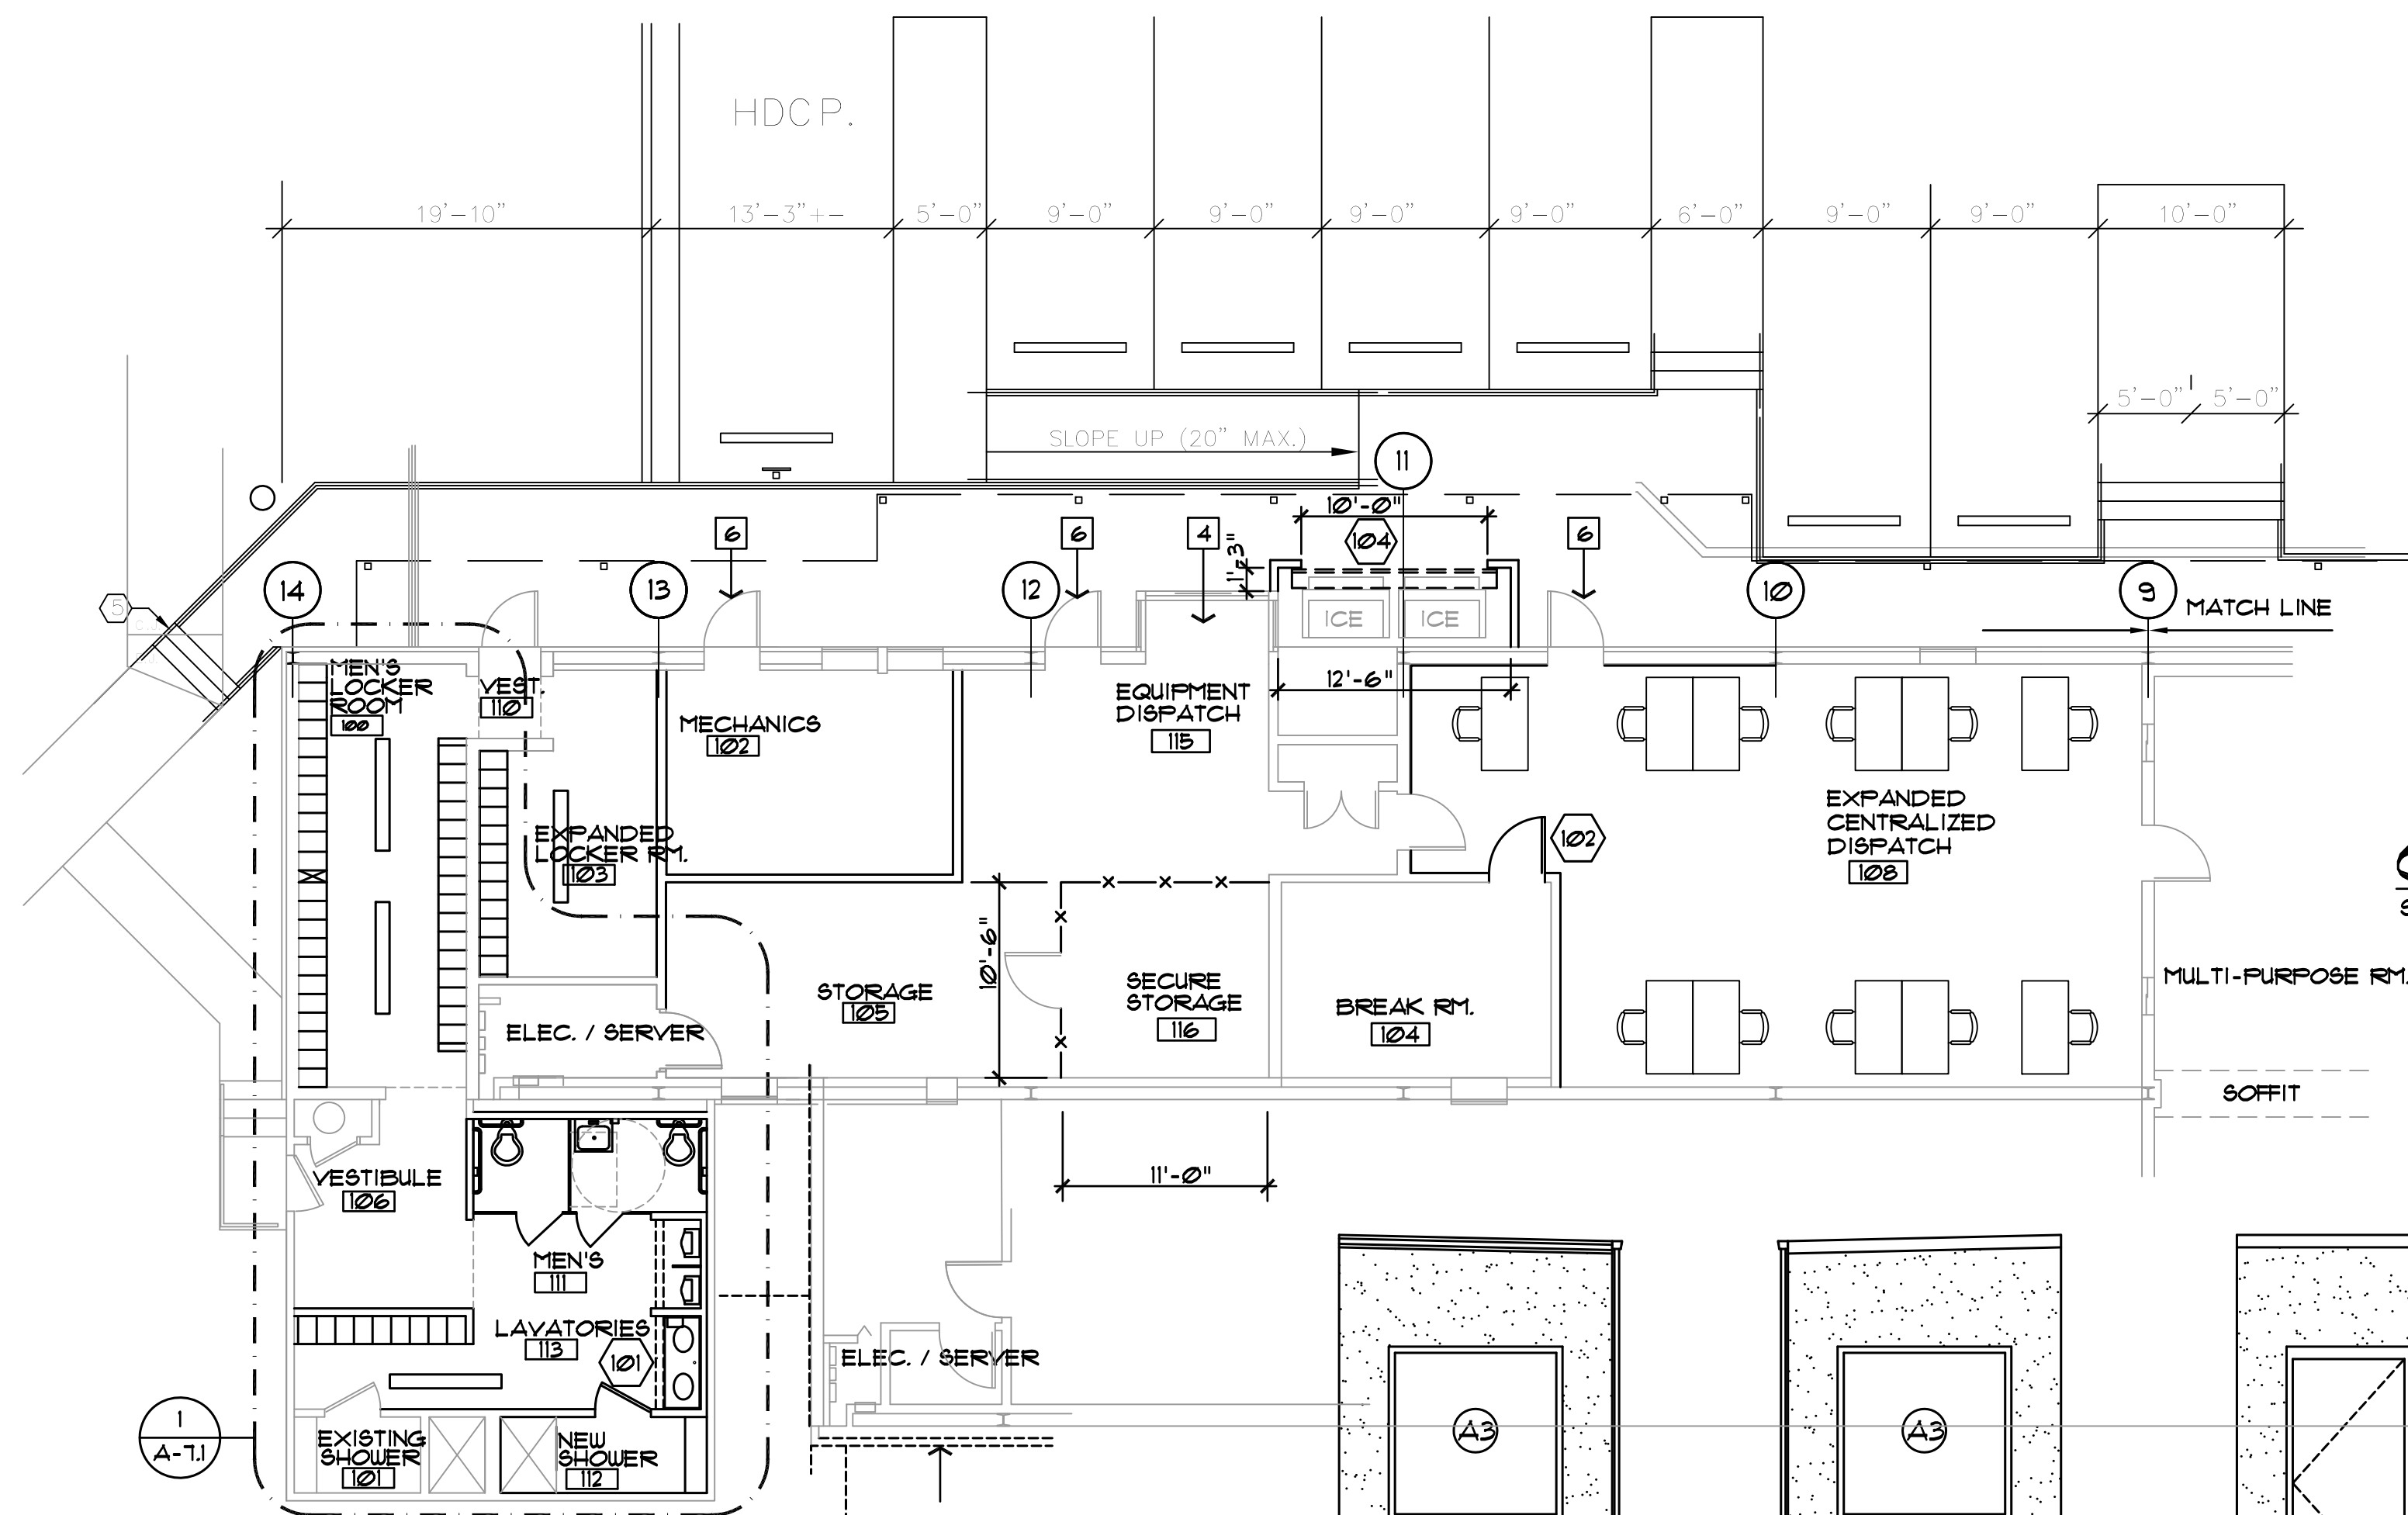 HDCP.
19'-10"
13'-3"+-
5'-0"
9'-0"
9'-0"
9'-0"
9'-0"
6'-0"
9'-0"
9'-0"
10'-0"
5'-0"
5'-0"
SLOPE UP (20" MAX.)
11
10'-0"
6
6
4
104
6
1'-3"
14
13
12
10
9
MATCH LINE
5
ICE
ICE
MEN'S
LOCKER
ROOM
100
VEST.
110
MECHANICS
102
EQUIPMENT
DISPATCH
115
12'-6"
EXPANDED
LOCKER RM.
103
102
EXPANDED
CENTRALIZED
DISPATCH
108
10'-6"
STORAGE
105
SECURE
STORAGE
116
BREAK RM.
104
MULTI-PURPOSE RM.
ELEC. / SERVER
SOFFIT
VESTIBULE
106
11'-0"
MEN'S
111
LAVATORIES
113
101
ELEC. / SERVER
1
A-7.1
EXISTING
SHOWER
101
NEW
SHOWER
112
A3
A3